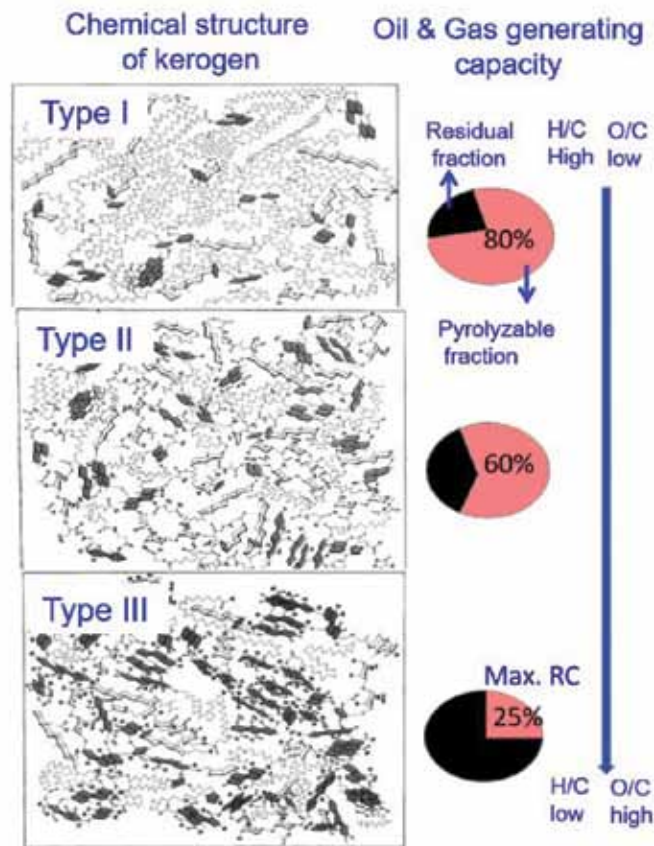 Chemical structure
of kerogen
Oil & Gas generating
capacity
Type I
Residual
fraction
H/C
High
O/C
low
80%
Pyrolyzable
fraction
Type II
60%
Type III
Max. RC
25%
H/C
low
O/C
high